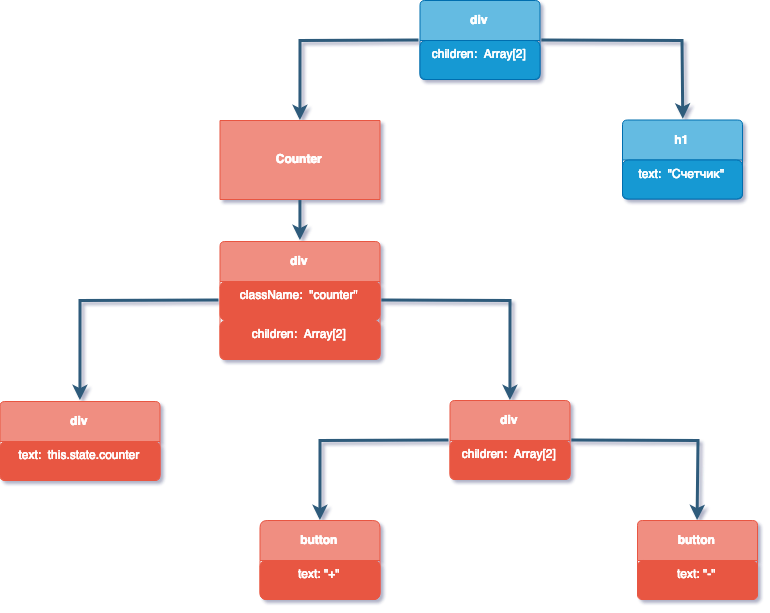 div
children: Array[2]
Counter
h1
text: "Счетчик"
div
className: "counter"
children: Array[2]
div
text: this.state.counter
div
children: Array[2]
button
text: "+"
button
text: "-"